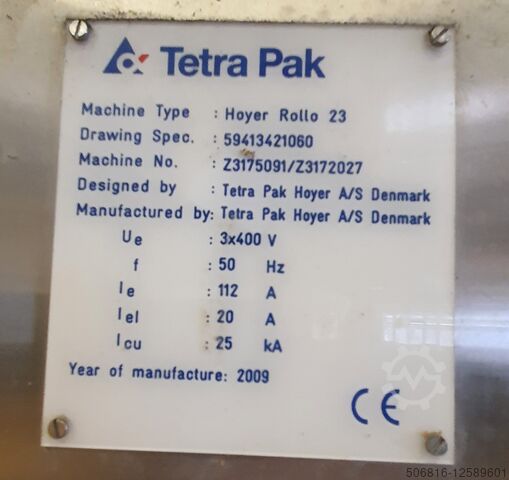 Tetra Pak
Machine Type : Hoyer Rollo 23
Drawing Spec. : 59413421060
Machine No. : Z3175091/Z3172027
Designed by : Tetra Pak Hoyer A/S Denmark
Manufactured by: Tetra Pak Hoyer A/S Denmark
Ue : 3x400 V
f : 50 Hz
Ie : 112 A
Iel : 20 A
Icu : 25 kA
Year of manufacture: 2009
CE
506816-12589601